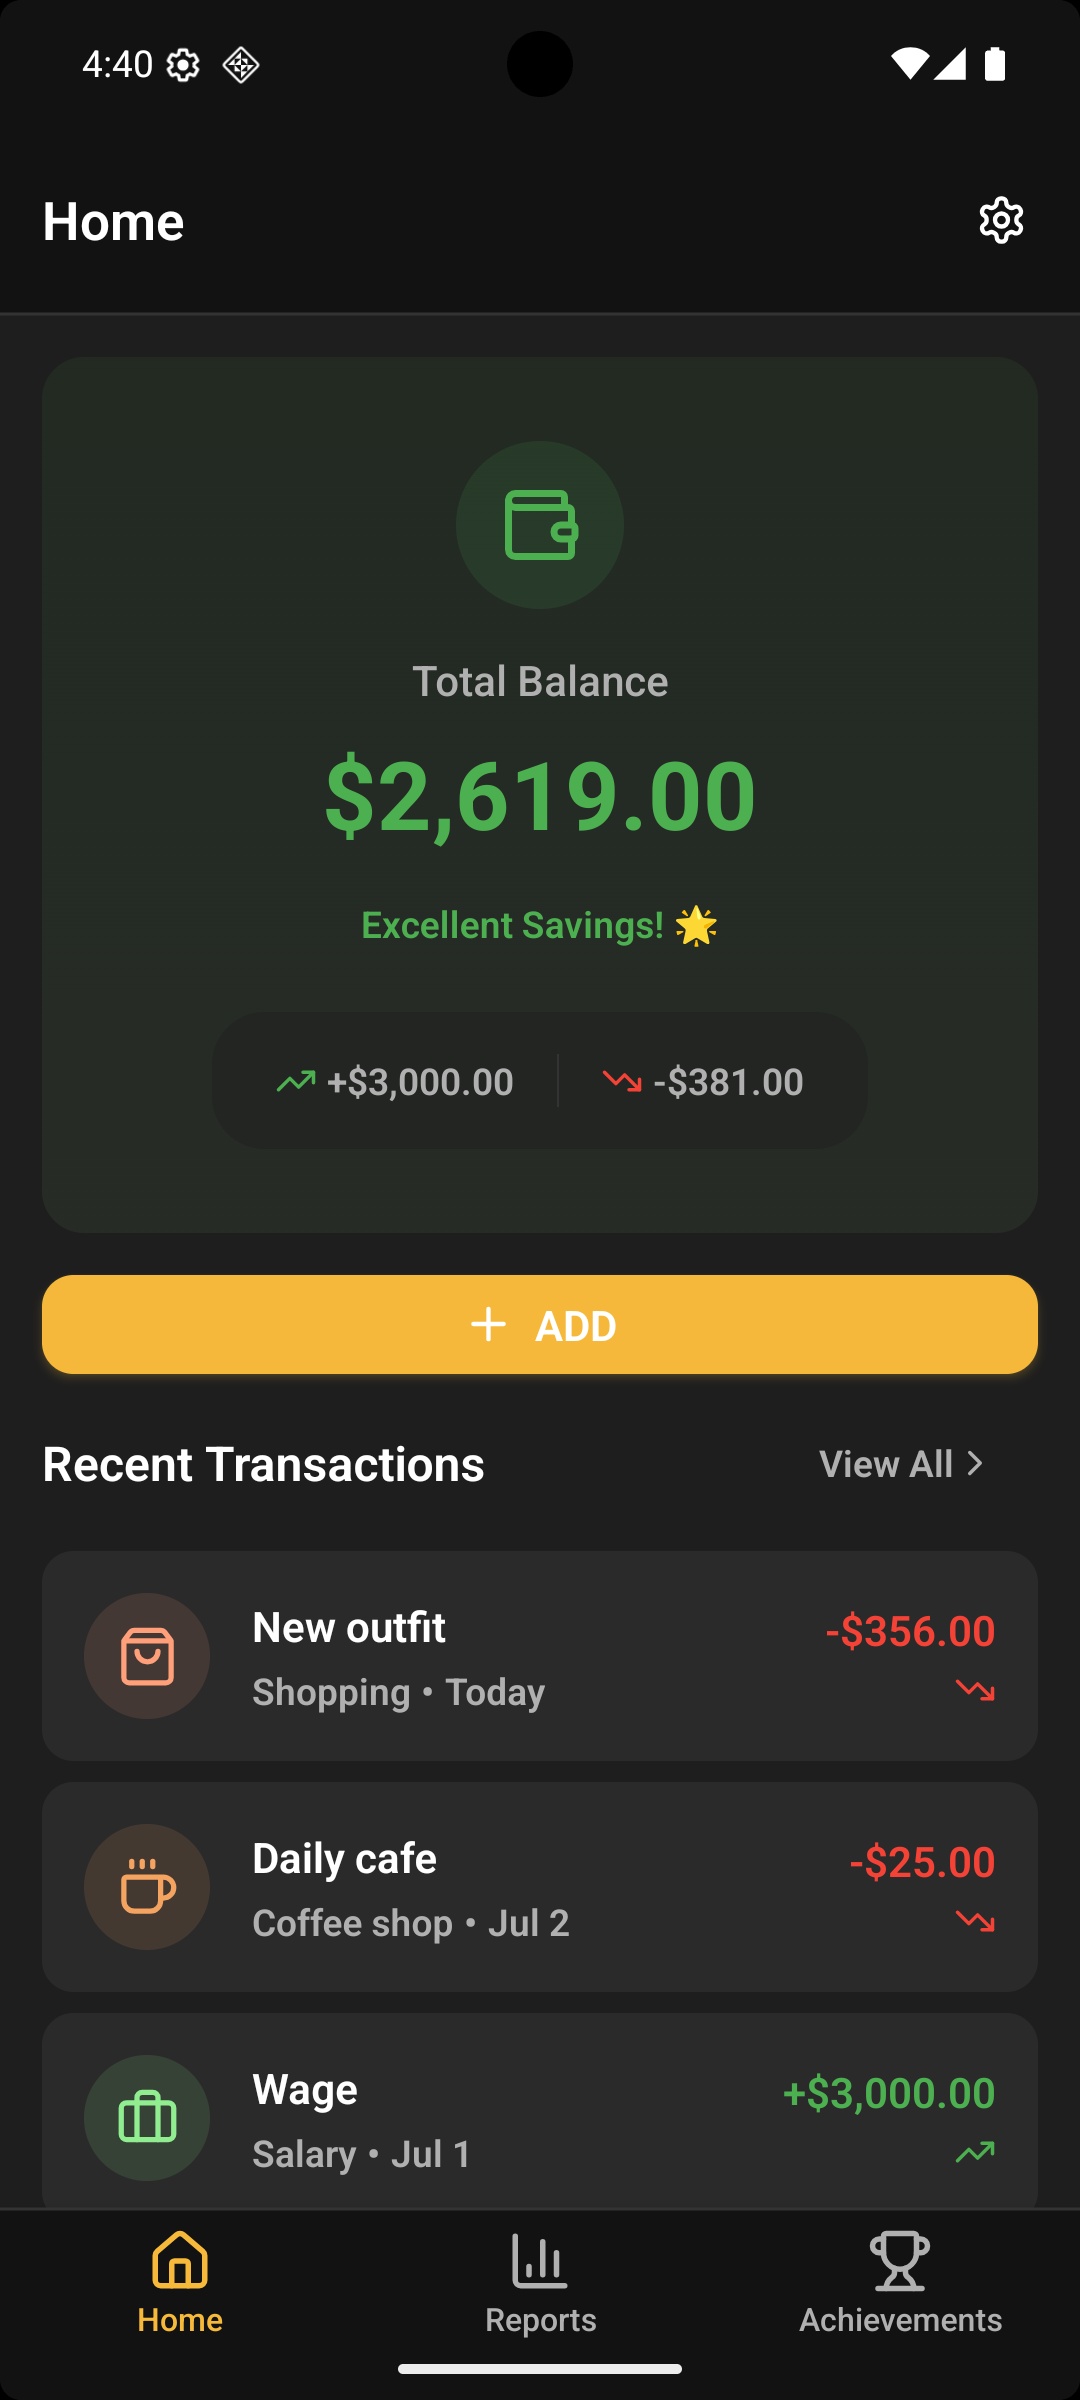 4:40
Home
Total Balance
$2,619.00
Excellent Savings! 🌟
+$3,000.00
-$381.00
ADD
Recent Transactions
View All
New outfit
-$356.00
Shopping • Today
Daily cafe
-$25.00
Coffee shop • Jul 2
Wage
+$3,000.00
Salary • Jul 1
Home
Reports
Achievements